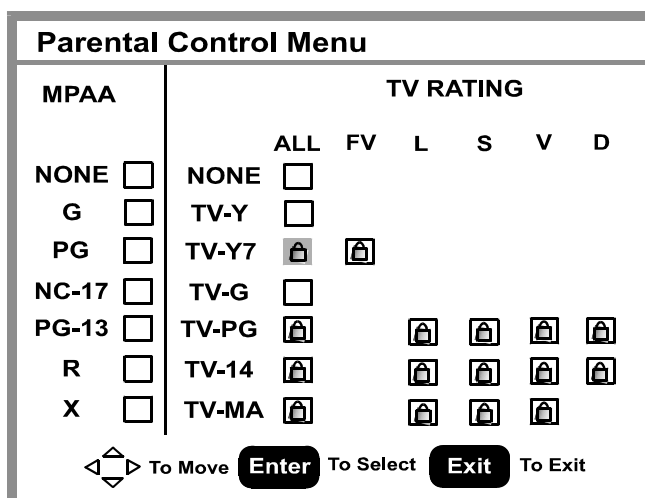 Parental Control Menu
MPAA TV RATING
ALL FV L S V D
NONE NONE
G TV-Y
PG TV-Y7
NC-17 TV-G
PG-13 TV-PG
R TV-14
X TV-MA
To Move Enter To Select Exit To Exit